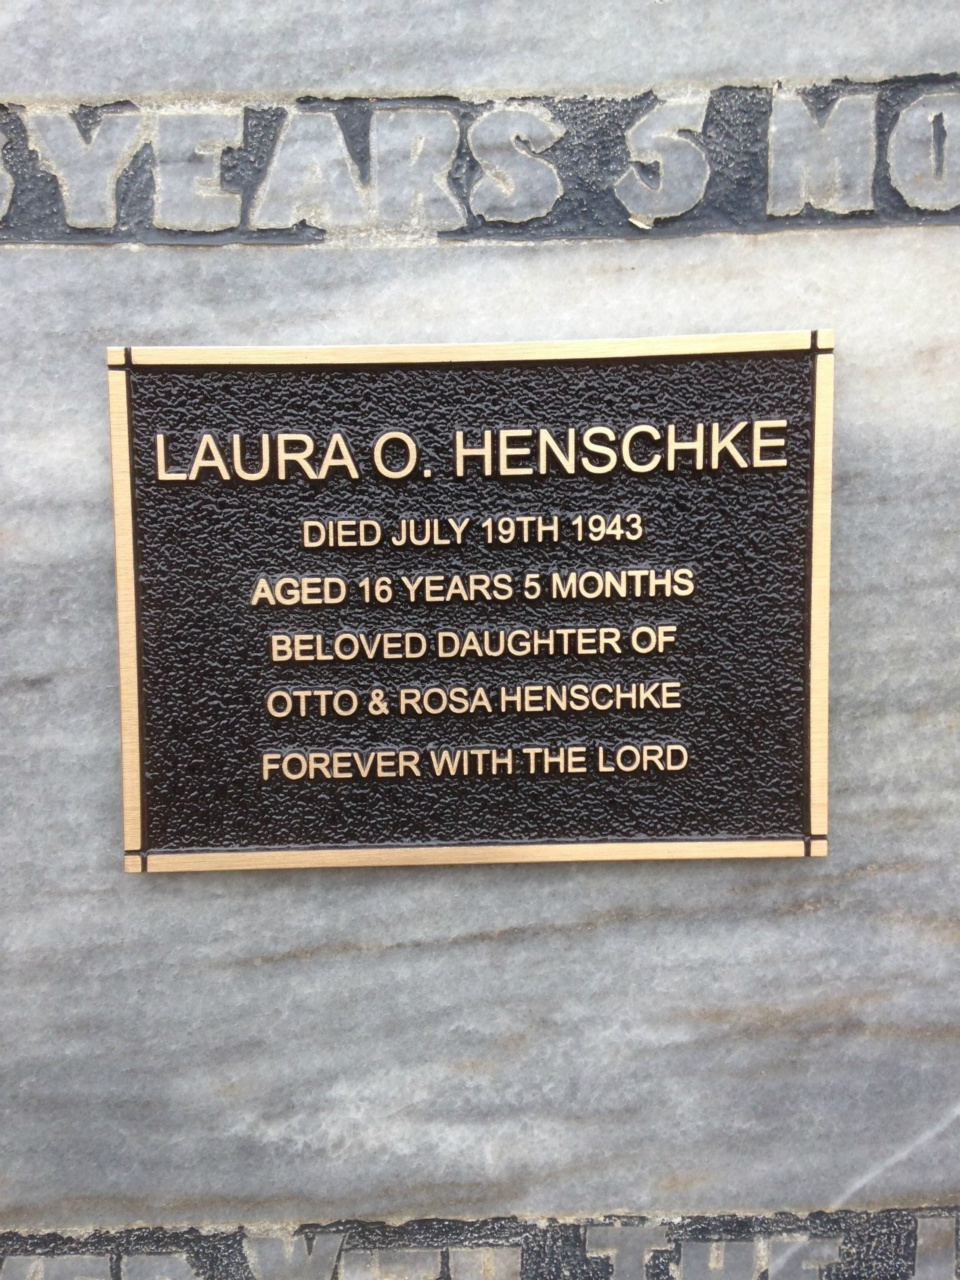 YEARS 5 MO
LAURA O. HENSCHKE
DIED JULY 19TH 1943
AGED 16 YEARS 5 MONTHS
BELOVED DAUGHTER OF
OTTO & ROSA HENSCHKE
FOREVER WITH THE LORD
THE